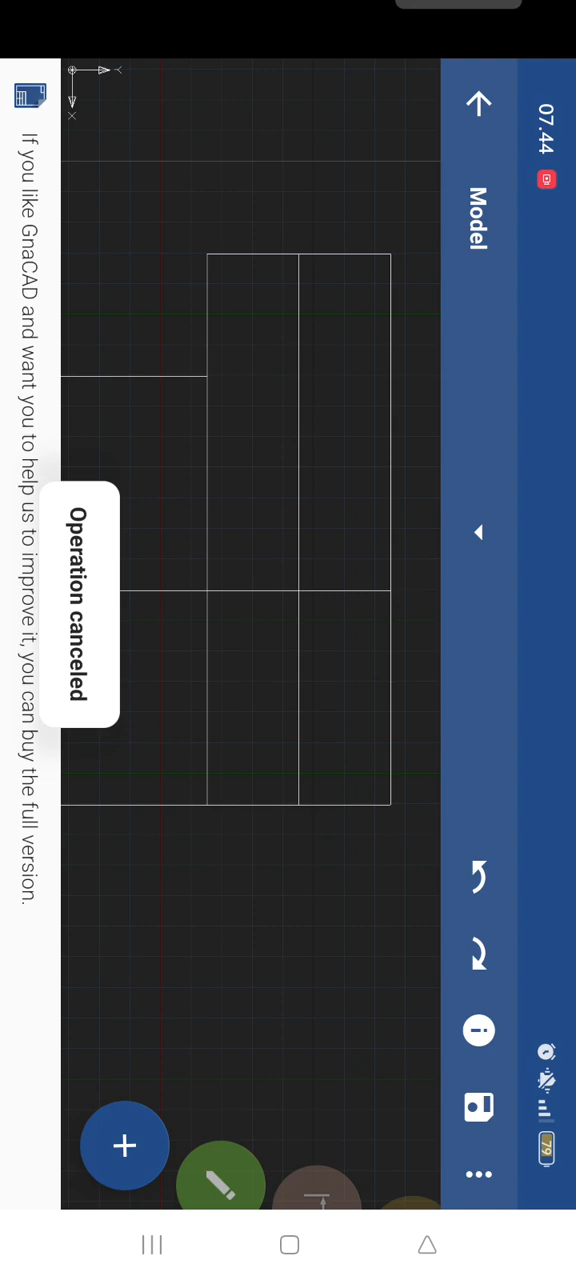 07.44
79
Model
Y
X
Operation canceled
If you like GnaCAD and want you to help us to improve it, you can buy the full version.